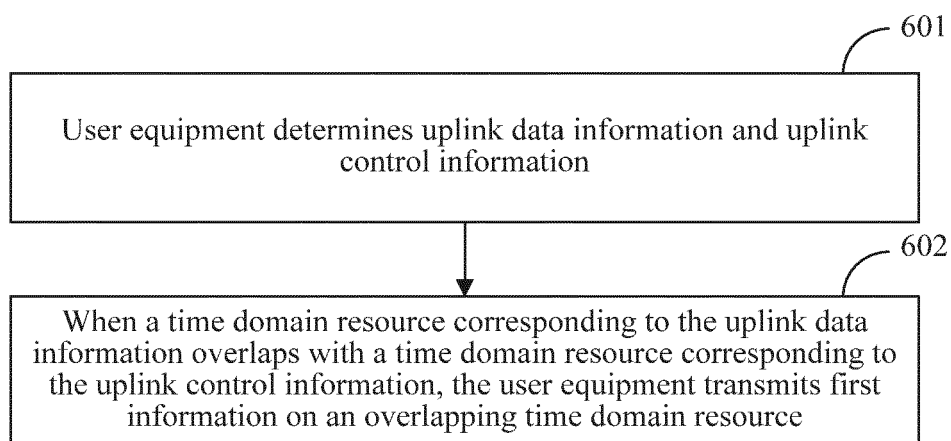 601
User equipment determines uplink data information and uplink
control information
602
When a time domain resource corresponding to the uplink data
information overlaps with a time domain resource corresponding to
the uplink control information, the user equipment transmits first
information on an overlapping time domain resource